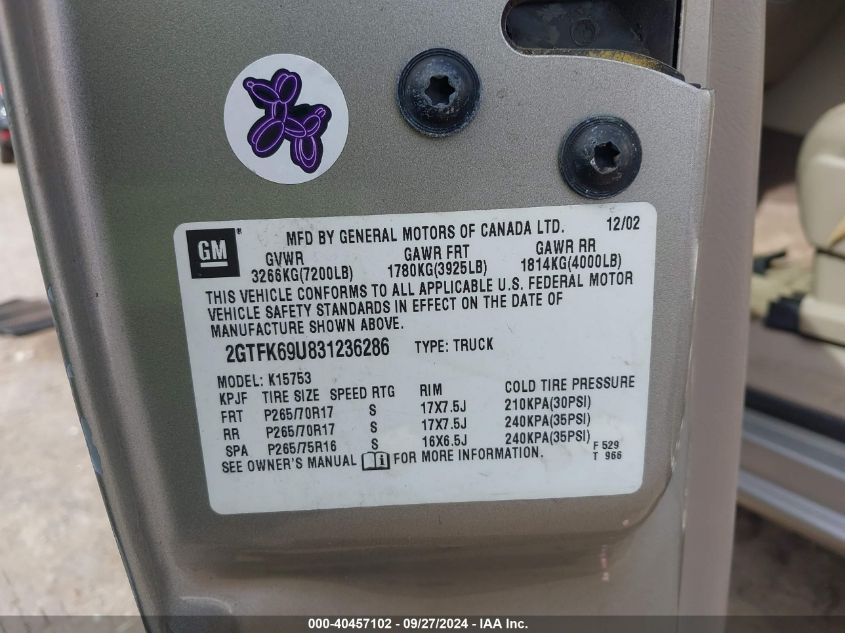 GM
MFD BY GENERAL MOTORS OF CANADA LTD. 12/02
GVWR GAWR FRT GAWR RR
3266KG(7200LB) 1780KG(3925LB) 1814KG(4000LB)
THIS VEHICLE CONFORMS TO ALL APPLICABLE U.S. FEDERAL MOTOR
VEHICLE SAFETY STANDARDS IN EFFECT ON THE DATE OF
MANUFACTURE SHOWN ABOVE.
2GTFK69U831236286 TYPE: TRUCK
MODEL: K15753
KPJF TIRE SIZE SPEED RTG RIM COLD TIRE PRESSURE
FRT P265/70R17 S 17X7.5J 210KPA(30PSI)
RR P265/70R17 S 17X7.5J 240KPA(35PSI)
SPA P265/75R16 S 16X6.5J 240KPA(35PSI)
F 529
SEE OWNER'S MANUAL i FOR MORE INFORMATION. T 966
000-40457102 - 09/27/2024 - IAA Inc.